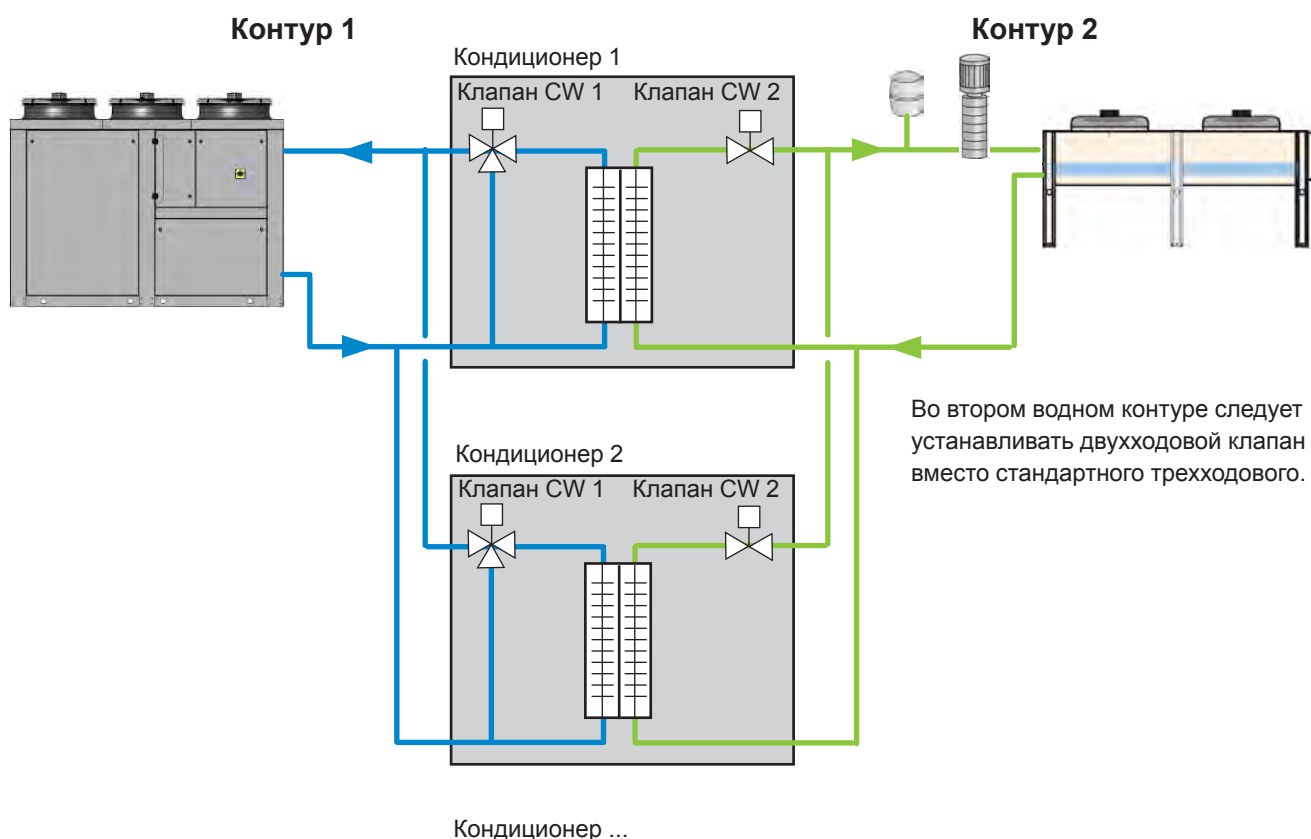 Контур 1
Контур 2
Кондиционер 1
Клапан CW 1
Клапан CW 2
Во втором водном контуре следует
устанавливать двухходовой клапан
вместо стандартного трехходового.
Кондиционер 2
Клапан CW 1
Клапан CW 2
Кондиционер ...